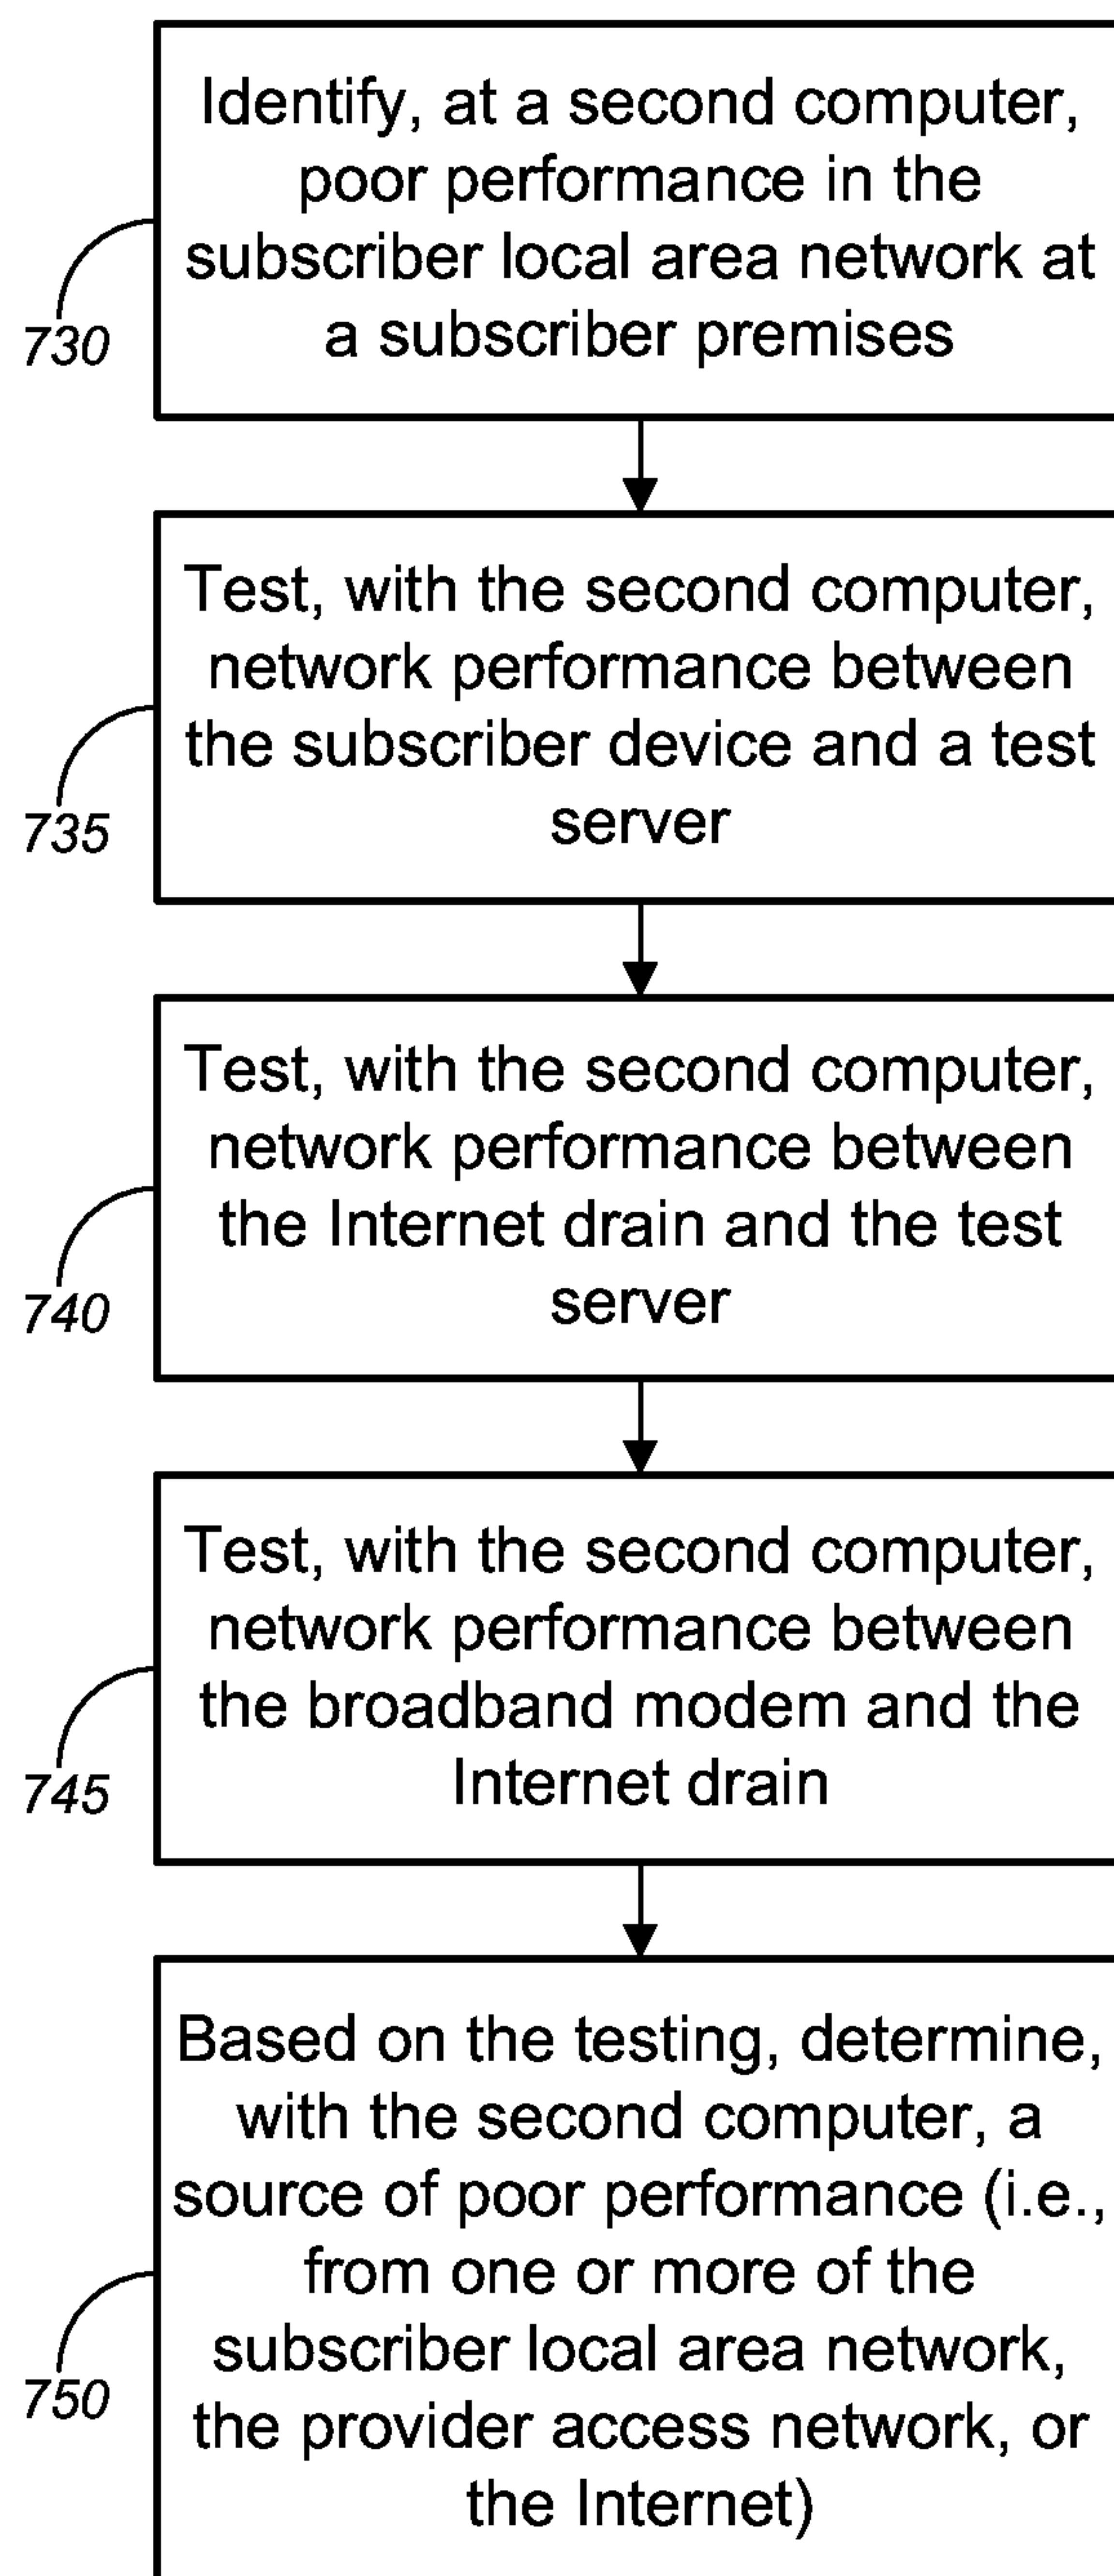 Identify, at a second computer,
poor performance in the
subscriber local area network at
a subscriber premises
730
Test, with the second computer,
network performance between
the subscriber device and a test
server
735
Test, with the second computer,
network performance between
the Internet drain and the test
server
740
Test, with the second computer,
network performance between
the broadband modem and the
Internet drain
745
Based on the testing, determine,
with the second computer, a
source of poor performance (i.e.,
from one or more of the
subscriber local area network,
the provider access network, or
the Internet)
750